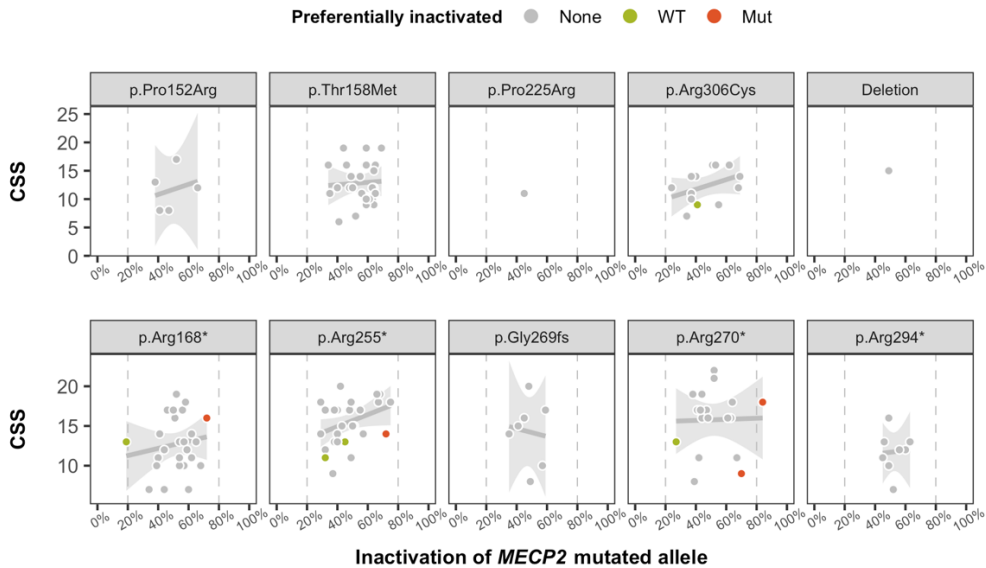 Preferentially inactivated None WT Mut
p.Pro152Arg p.Thr158Met p.Pro225Arg p.Arg306Cys Deletion
CSS
25
20
15
10
5
0
0% 20% 40% 60% 80% 100% 0% 20% 40% 60% 80% 100% 0% 20% 40% 60% 80% 100% 0% 20% 40% 60% 80% 100% 0% 20% 40% 60% 80% 100%
p.Arg168* p.Arg255* p.Gly269fs p.Arg270* p.Arg294*
CSS
20
15
10
0% 20% 40% 60% 80% 100% 0% 20% 40% 60% 80% 100% 0% 20% 40% 60% 80% 100% 0% 20% 40% 60% 80% 100% 0% 20% 40% 60% 80% 100%
Inactivation of MECP2 mutated allele